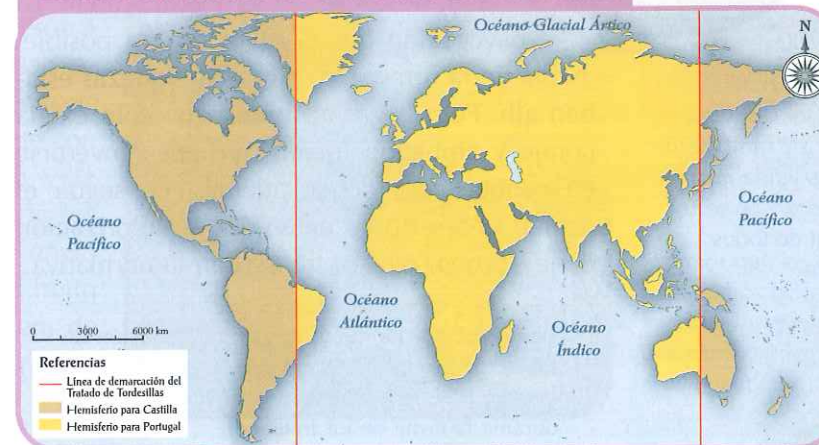 Océano Glacial Ártico
N
Océano
Pacífico
Océano
Pacífico
Océano
Atlántico
Océano
Índico
0 3000 6000 km
Referencias
Línea de demarcación del
Tratado de Tordesillas
Hemisferio para Castilla
Hemisferio para Portugal